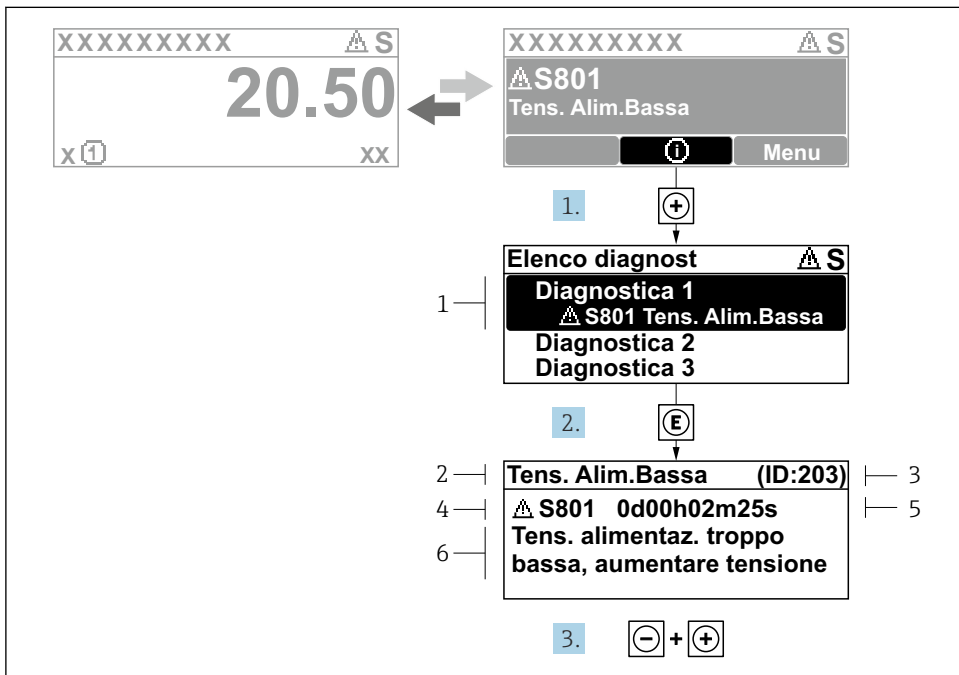 XXXXXXXXX ⚠ S
20.50
x ① XX
XXXXXXXXX ⚠ S
⚠ S801
Tens. Alim.Bassa
ⓘ Menu
1. +
Elenco diagnost ⚠ S
1 Diagnostica 1
⚠ S801 Tens. Alim.Bassa
Diagnostica 2
Diagnostica 3
2. E
2 Tens. Alim.Bassa (ID:203) 3
4 ⚠ S801 0d00h02m25s 5
6 Tens. alimentaz. troppo
bassa, aumentare tensione
3. - + +